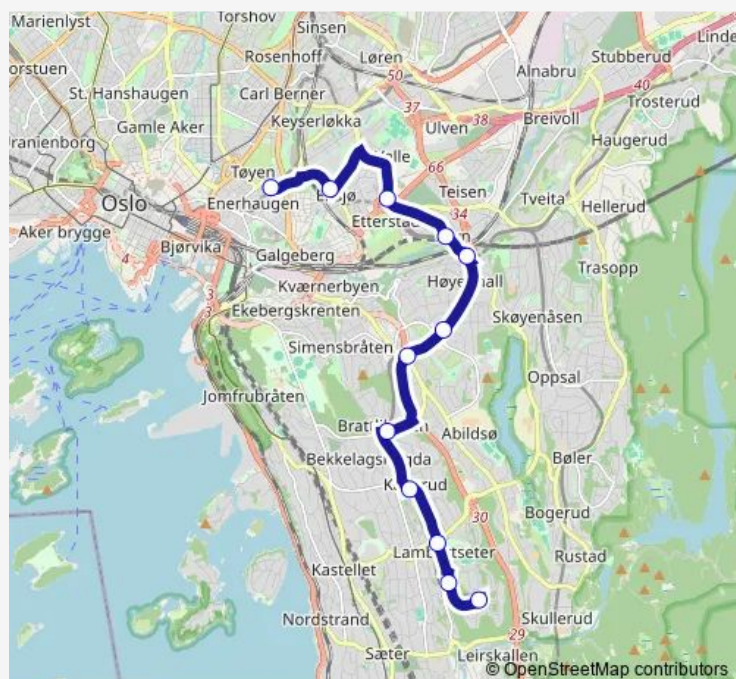 Marienlyst
Torshov
Sinsen
Linde
Løren
Stubberud
Rosenhoff
50
Alnabru
40
St. Hanshaugen
Carl Berner
37
Trosterud
Gamle Aker
Keyserløkka
Ulven
38
Breivoll
Haugerud
Tøyen
66
Oslo
Enerhaugen
Teisen
Tveita
Hellerud
Aker brygge
Bjørvika
Etterstad
34
4
Galgeberg
Trasopp
3
Kværnerbyen
Skøyenåsen
3
Ekebergskrenten
Simensbråten
Oppsal
Jomfrubråten
Abildsø
Bøler
30
Bogerud
Rustad
Kastellet
Nordstrand
Skullerud
29
Sæter
Leirskallen
© OpenStreetMap contributors